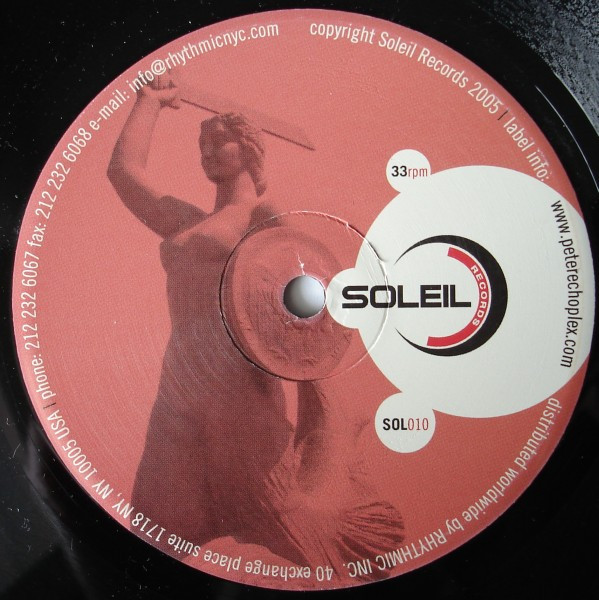 copyright Soleil Records 2005 | label info: www.peterechoplex.com
distributed worldwide by RHYTHMIC INC. 40 exchange place suite 1718 NY, NY 10005 USA | phone: 212 232 6067 fax: 212 232 6068 e-mail: info@rhythmicnyc.com
33rpm
SOLEIL
RECORDS
SOL010